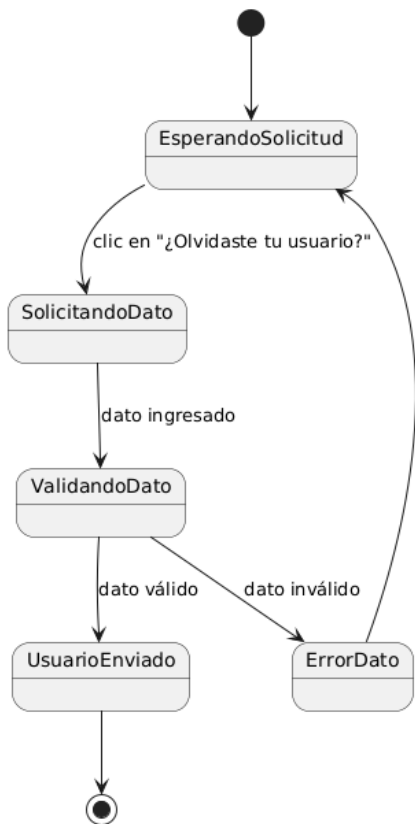 EsperandoSolicitud
clic en "¿Olvidaste tu usuario?"
SolicitandoDato
dato ingresado
ValidandoDato
dato válido
dato inválido
UsuarioEnviado
ErrorDato